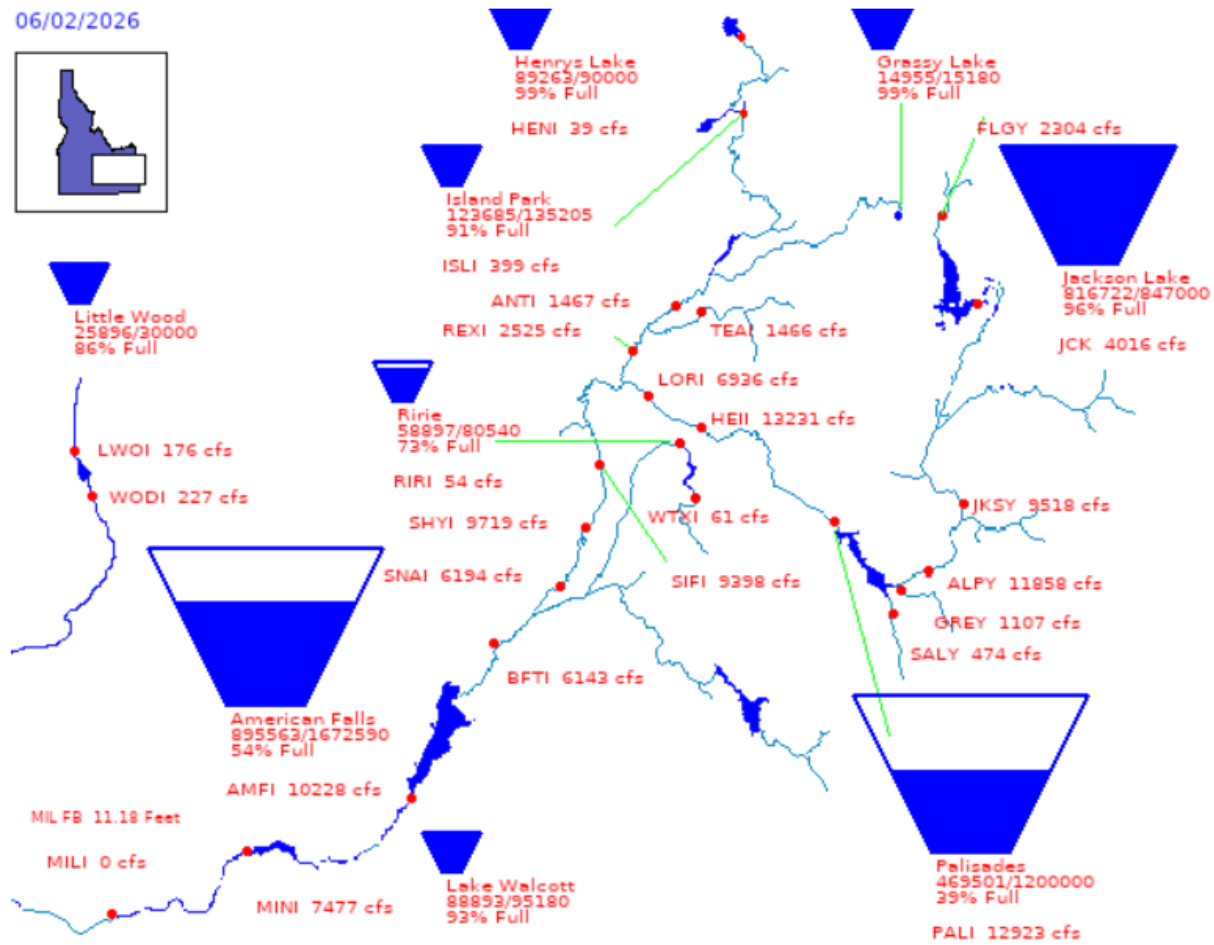 06/02/2026
Henrys Lake
89263/90000
99% Full
HENI 39 cfs
Grassy Lake
14955/15180
99% Full
FLGY 2304 cfs
Island Park
123685/135205
91% Full
ISLI 399 cfs
Jackson Lake
816722/847000
96% Full
JCK 4016 cfs
Little Wood
25896/30000
86% Full
ANTI 1467 cfs
REXI 2525 cfs
TEAI 1466 cfs
LORI 6936 cfs
HEII 13231 cfs
Ririe
58897/80540
73% Full
RIRI 54 cfs
LWOI 176 cfs
WODI 227 cfs
SHYI 9719 cfs
WTXI 61 cfs
JKSY 9518 cfs
SNAI 6194 cfs
SIFI 9398 cfs
ALPY 11858 cfs
GREY 1107 cfs
SALY 474 cfs
BFTI 6143 cfs
American Falls
895563/1672590
54% Full
AMFI 10228 cfs
MIL FB 11.18 Feet
MILI 0 cfs
MINI 7477 cfs
Lake Walcott
88893/95180
93% Full
Palisades
469501/1200000
39% Full
PALI 12923 cfs